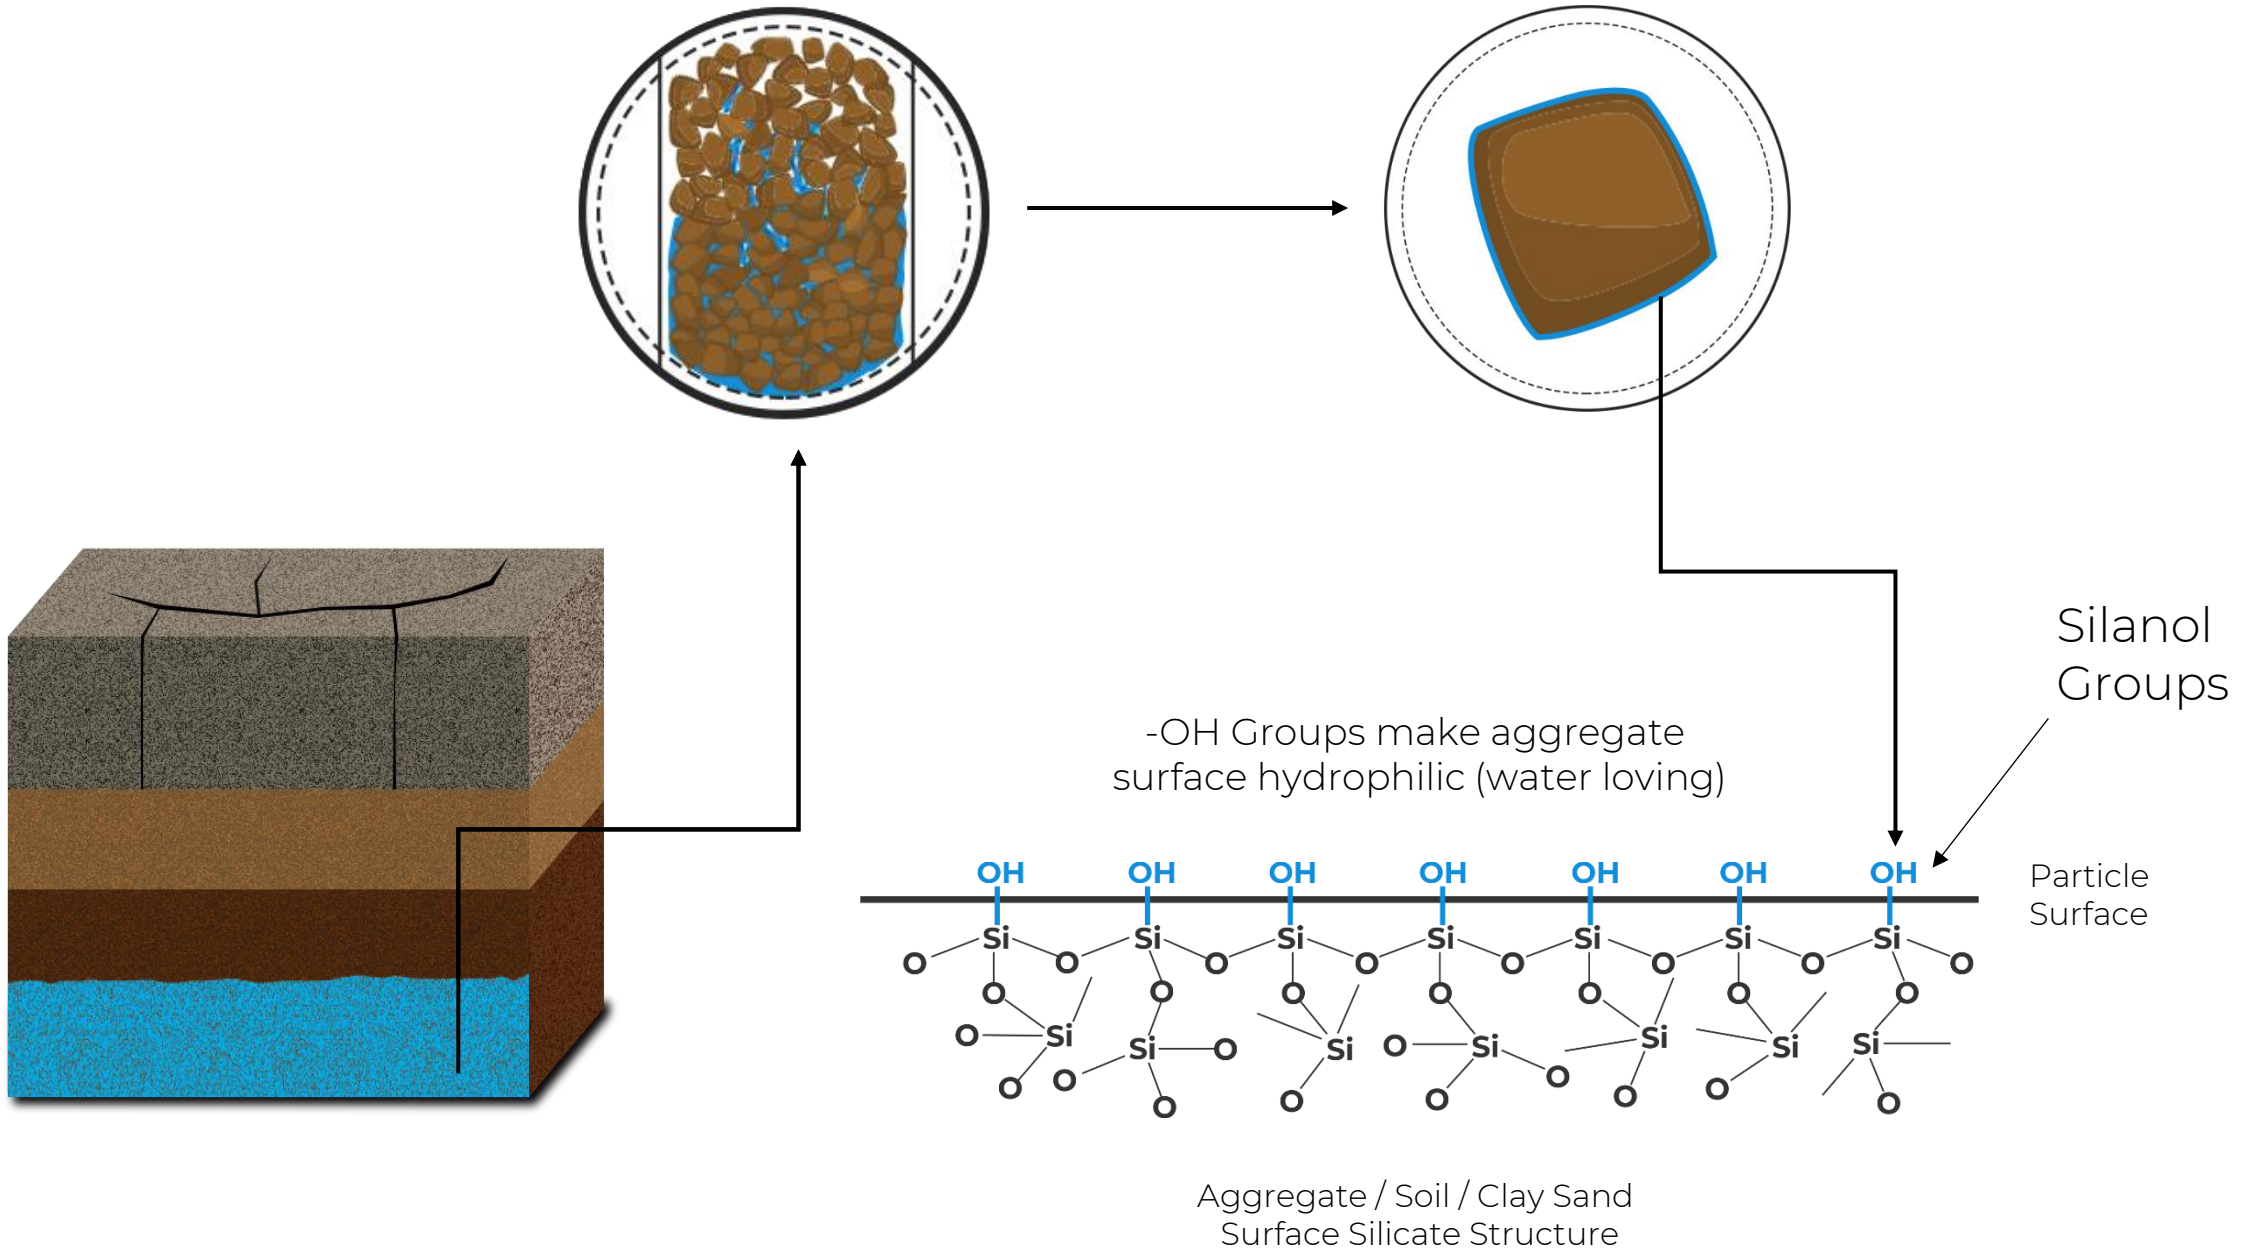 Silanol
Groups
-OH Groups make aggregate
surface hydrophilic (water loving)
OH OH OH OH OH OH OH
Particle
Surface
Si Si Si Si Si Si Si
O O O O O O O O
O O O O O O O
O Si Si Si O O Si Si Si Si
O O O O O O O O
O O
Aggregate / Soil / Clay Sand
Surface Silicate Structure